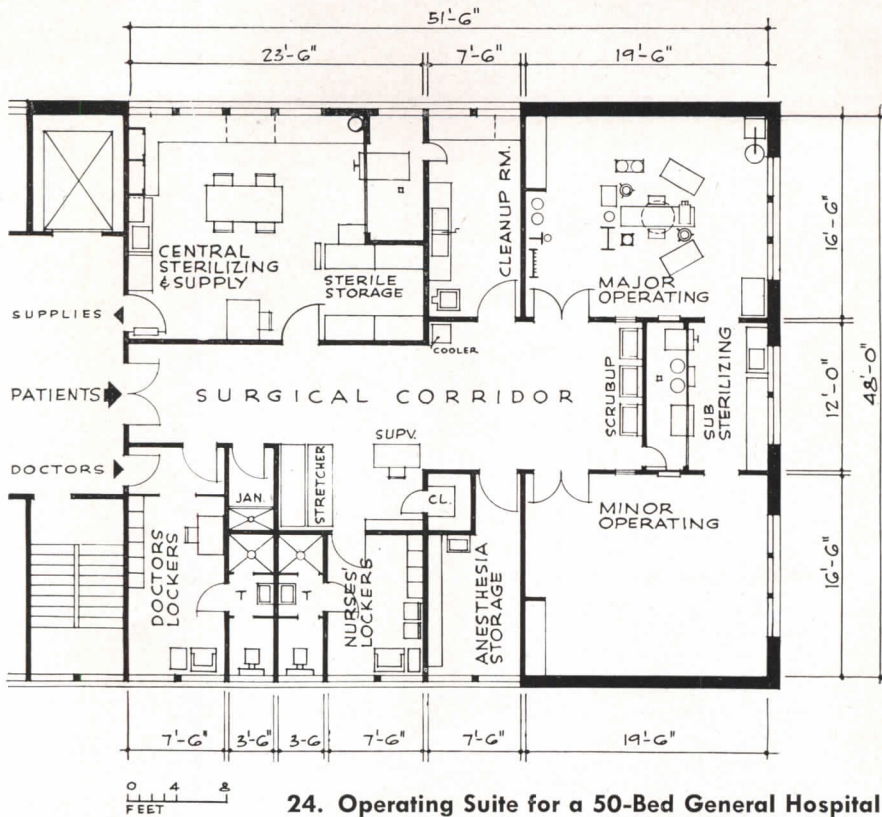 51'-6"
23'-6"
7'-6"
19'-6"
CENTRAL
STERILIZING
& SUPPLY
STERILE
STORAGE
CLEANUP RM.
MAJOR
OPERATING
16'-6"
SUPPLIES
COOLER
PATIENTS
SURGICAL CORRIDOR
SCRUBUP
SUB
STERILIZING
12'-0"
48'-0"
DOCTORS
SUPV.
JAN.
STRETCHER
CL.
MINOR
OPERATING
DOCTORS
LOCKERS
T
T
NURSES'
LOCKERS
ANESTHESIA
STORAGE
16'-6"
7'-6"
3'-6"
3-6
7'-6"
7'-6"
19'-6"
0 4 8
FEET
24. Operating Suite for a 50-Bed General Hospital